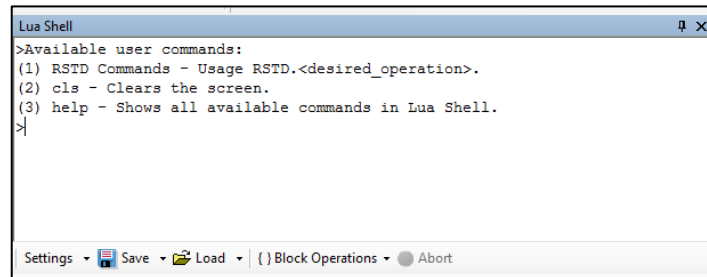 Lua Shell
>Available user commands:
(1) RSTD Commands - Usage RSTD.<desired_operation>.
(2) cls - Clears the screen.
(3) help - Shows all available commands in Lua Shell.
>
Settings Save Load { } Block Operations Abort